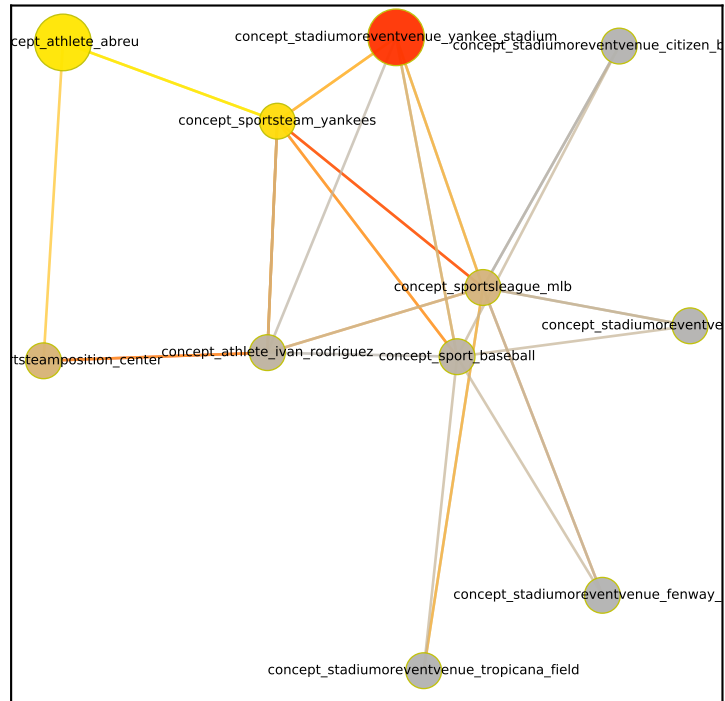 concept_stadiumoreventvenue_yankee_stadium
cept_athlete_abreu
concept_stadiumoreventvenue_citizen_b
concept_sportsteam_yankees
concept_sportsleague_mlb
concept_stadiumoreventve
concept_athlete_ivan_rodriguez
concept_sport_baseball
rtsteamposition_center
concept_stadiumoreventvenue_fenway_
concept_stadiumoreventvenue_tropicana_field